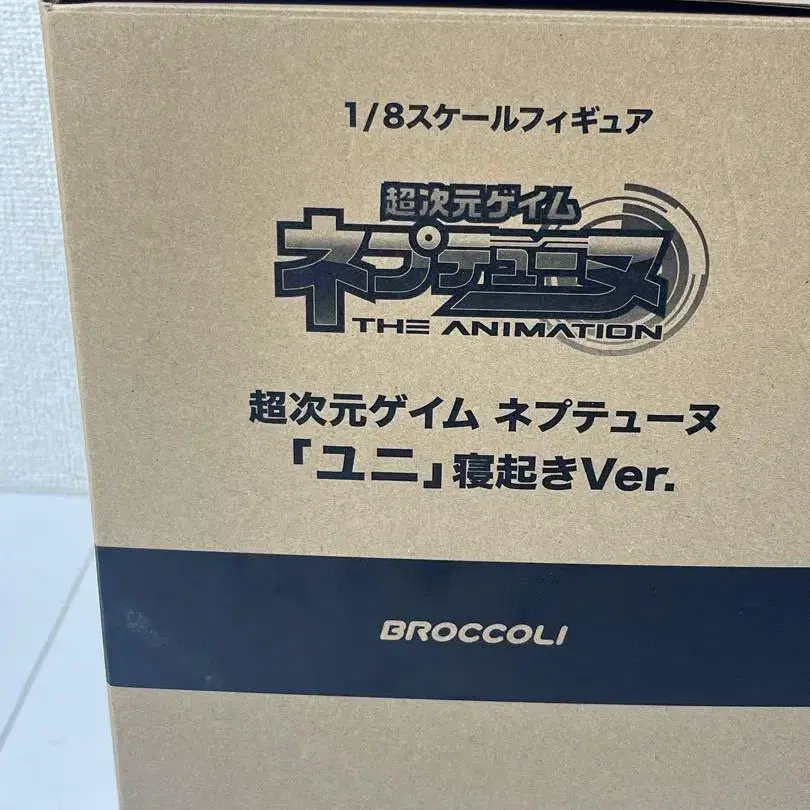 1/8スケールフィギュア
超次元ゲイム
ネプテューヌ
THE ANIMATION
超次元ゲイム ネプテューヌ
「ユニ」寝起きVer.
BROCCOLI